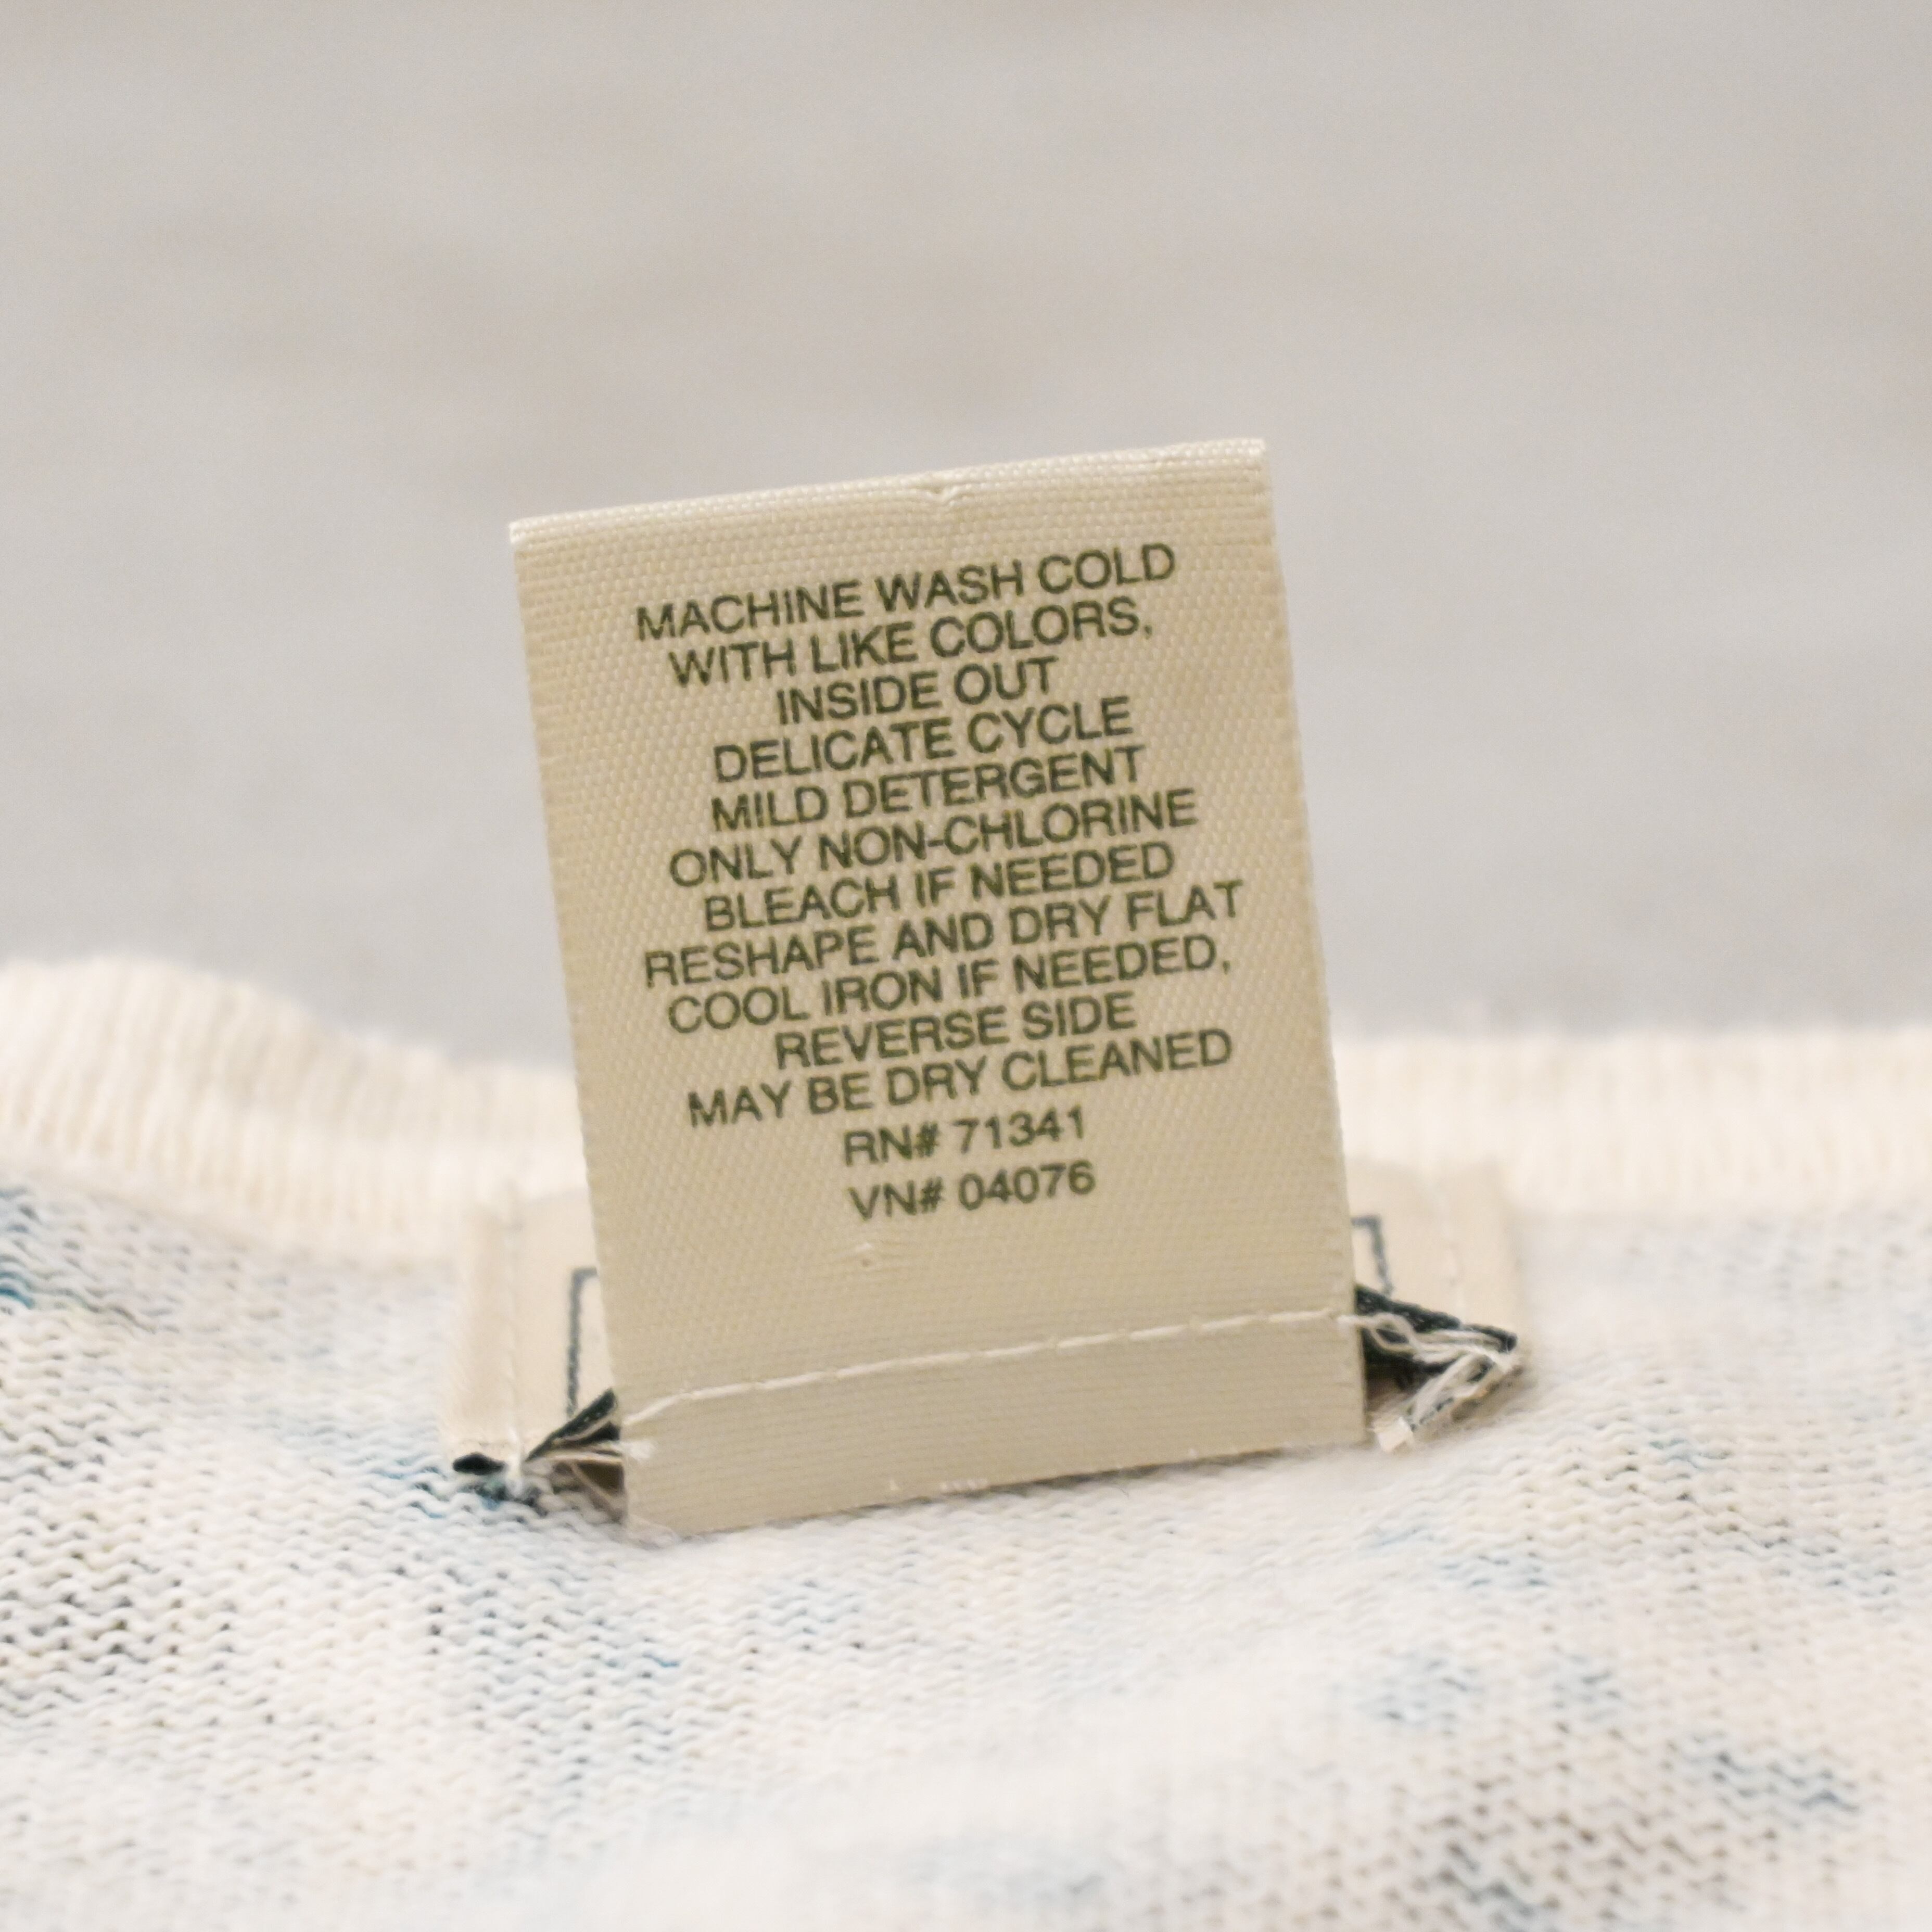 MACHINE WASH COLD
WITH LIKE COLORS,
INSIDE OUT
DELICATE CYCLE
MILD DETERGENT
ONLY NON-CHLORINE
BLEACH IF NEEDED
RESHAPE AND DRY FLAT
COOL IRON IF NEEDED,
REVERSE SIDE
MAY BE DRY CLEANED
RN# 71341
VN# 04076